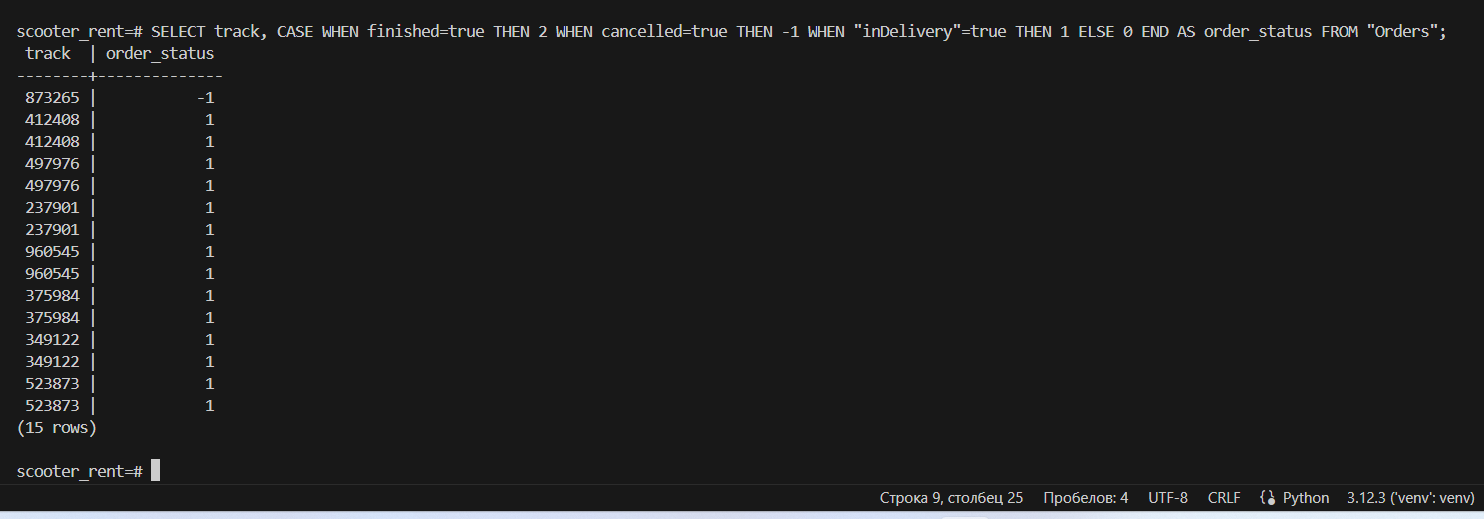 scooter_rent=# SELECT track, CASE WHEN finished=true THEN 2 WHEN cancelled=true THEN -1 WHEN "inDelivery"=true THEN 1 ELSE 0 END AS order_status FROM "Orders";
 track  | order_status
--------+--------------
 873265 |           -1
 412408 |            1
 412408 |            1
 497976 |            1
 497976 |            1
 237901 |            1
 237901 |            1
 960545 |            1
 960545 |            1
 375984 |            1
 375984 |            1
 349122 |            1
 349122 |            1
 523873 |            1
 523873 |            1
(15 rows)
scooter_rent=#
Строка 9, столбец 25 Пробелов: 4 UTF-8 CRLF Python 3.12.3 ('venv': venv)